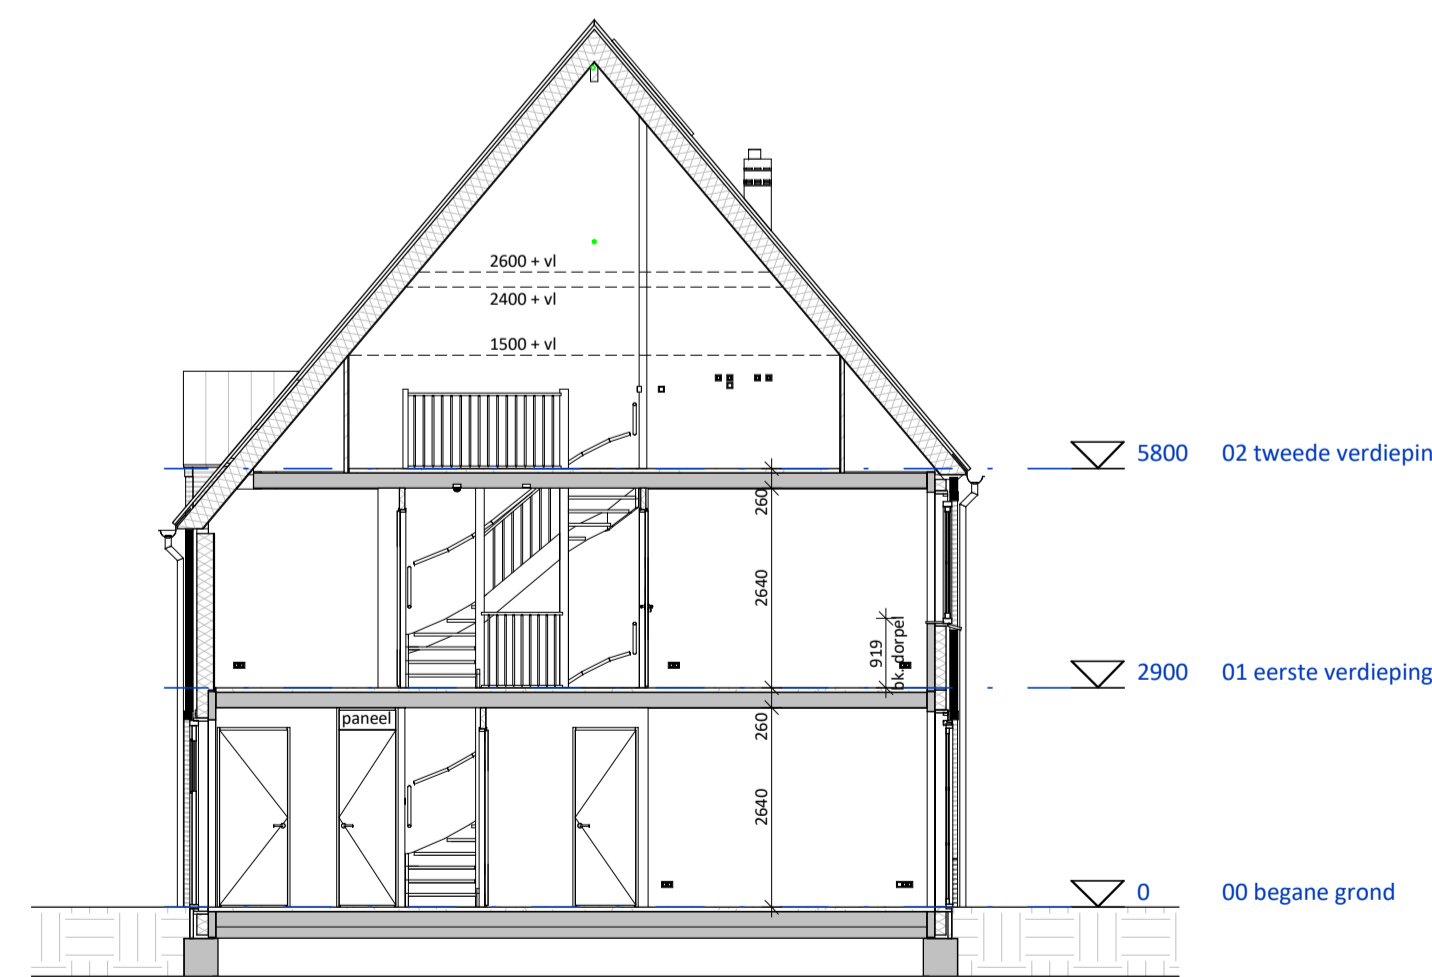 2600 + vl
2400 + vl
1500 + vl
5800 02 tweede verdiepin
260
2640
919
bk. dorpel
2900 01 eerste verdieping
paneel
260
2640
0 00 begane grond